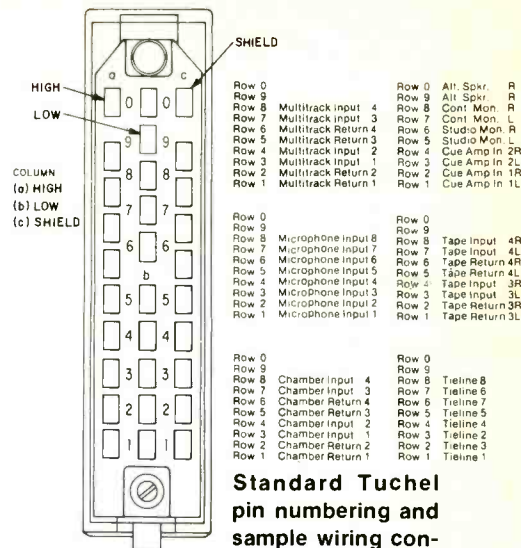 SHIELD
HIGH
LOW
a c
0 0
9 9
8 8
7 7
6 6
b
5 5
4 4
3 3
2 2
1 1
COLUMN
(a) HIGH
(b) LOW
(c) SHIELD
Row 0
Row 9
Row 8 Multitrack input 4
Row 7 Multitrack input 3
Row 6 Multitrack Return 4
Row 5 Multitrack Return 3
Row 4 Multitrack Input 2
Row 3 Multitrack Input 1
Row 2 Multitrack Return 2
Row 1 Multitrack Return 1
Row 0 Alt. Spkr. R
Row 9 Alt Spkr. L
Row 8 Cont Mon. R
Row 7 Cont Mon. L
Row 6 Studio Mon. R
Row 5 Studio Mon. L
Row 4 Cue Amp In 2R
Row 3 Cue Amp In 2L
Row 2 Cue Amp In 1R
Row 1 Cue Amp In 1L
Row 0
Row 9
Row 8 Microphone Input 8
Row 7 Microphone Input 7
Row 6 Microphone Input 6
Row 5 Microphone Input 5
Row 4 Microphone Input 4
Row 3 Microphone Input 3
Row 2 Microphone Input 2
Row 1 Microphone Input 1
Row 0
Row 9
Row 8 Tape Input 4R
Row 7 Tape Input 4L
Row 6 Tape Return 4R
Row 5 Tape Return 4L
Row 4 Tape Input 3R
Row 3 Tape Input 3L
Row 2 Tape Return 3R
Row 1 Tape Return 3L
Row 0
Row 9
Row 8 Chamber Input 4
Row 7 Chamber Input 3
Row 6 Chamber Return 4
Row 5 Chamber Return 3
Row 4 Chamber Input 2
Row 3 Chamber Input 1
Row 2 Chamber Return 2
Row 1 Chamber Return 1
Row 0
Row 9
Row 8 Tieline 8
Row 7 Tieline 6
Row 6 Tieline 7
Row 5 Tieline 5
Row 4 Tieline 4
Row 3 Tieline 2
Row 2 Tieline 3
Row 1 Tieline 1
Standard Tuchel
pin numbering and
sample wiring con-